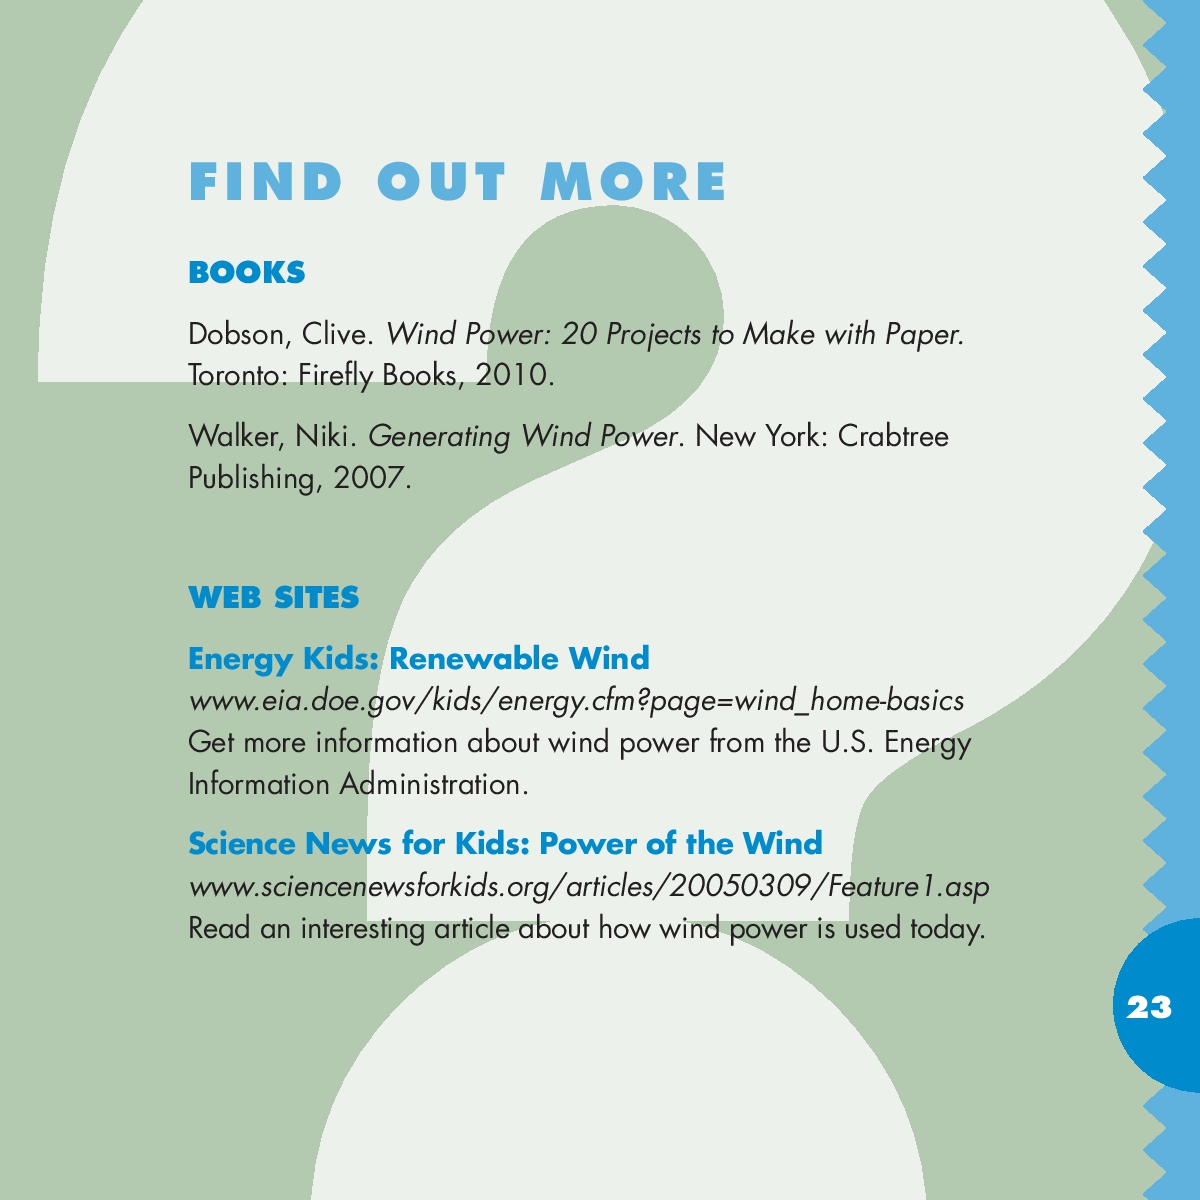 FIND OUT MORE
BOOKS
Dobson, Clive. Wind Power: 20 Projects to Make with Paper.
Toronto: Firefly Books, 2010.
Walker, Niki. Generating Wind Power. New York: Crabtree
Publishing, 2007.
WEB SITES
Energy Kids: Renewable Wind
www.eia.doe.gov/kids/energy.cfm?page=wind_home-basics
Get more information about wind power from the U.S. Energy
Information Administration.
Science News for Kids: Power of the Wind
www.sciencenewsforkids.org/articles/20050309/Feature1.asp
Read an interesting article about how wind power is used today.
23